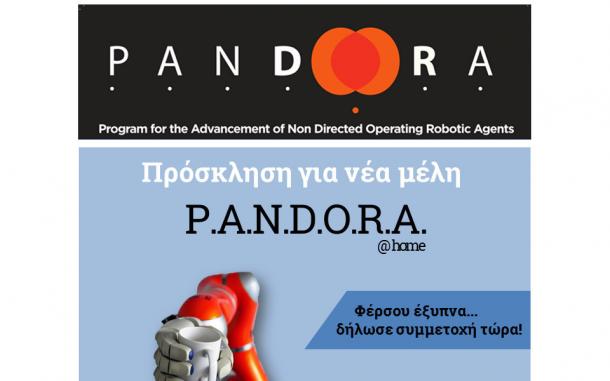 PANDORA
Program for the Advancement of Non Directed Operating Robotic Agents
Πρόσκληση για νέα μέλη
P.A.N.D.O.R.A.
@home
Φέρσου έξυπνα...
δήλωσε συμμετοχή τώρα!